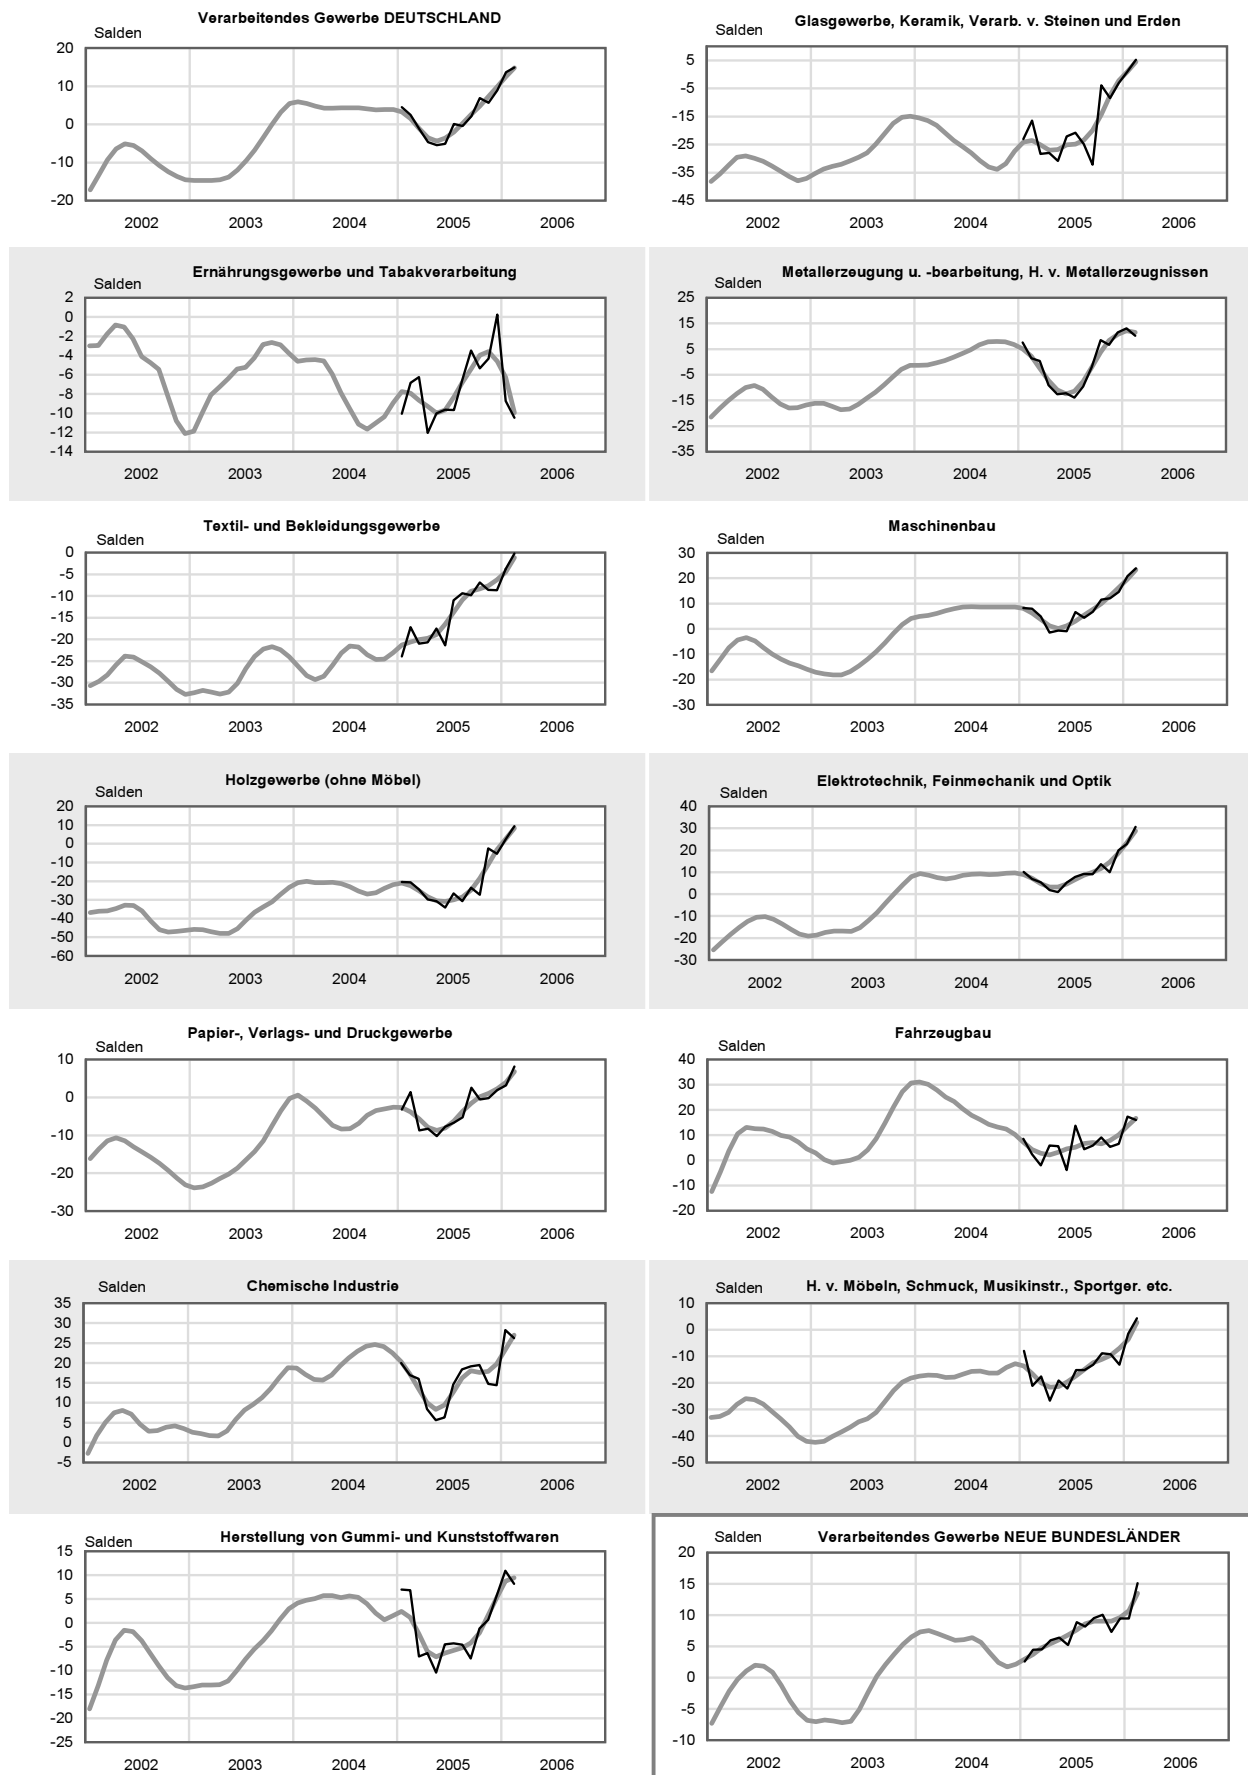 Verarbeitendes Gewerbe DEUTSCHLAND
Salden
20
10
0
-10
-20
2002 2003 2004 2005 2006
Glasgewerbe, Keramik, Verarb. v. Steinen und Erden
Salden
5
-5
-15
-25
-35
-45
2002 2003 2004 2005 2006
Ernährungsgewerbe und Tabakverarbeitung
Salden
2
0
-2
-4
-6
-8
-10
-12
-14
2002 2003 2004 2005 2006
Metallerzeugung u. -bearbeitung, H. v. Metallerzeugnissen
Salden
25
15
5
-5
-15
-25
-35
2002 2003 2004 2005 2006
Textil- und Bekleidungsgewerbe
Salden
0
-5
-10
-15
-20
-25
-30
-35
2002 2003 2004 2005 2006
Maschinenbau
Salden
30
20
10
0
-10
-20
-30
2002 2003 2004 2005 2006
Holzgewerbe (ohne Möbel)
Salden
20
10
0
-10
-20
-30
-40
-50
-60
2002 2003 2004 2005 2006
Elektrotechnik, Feinmechanik und Optik
Salden
40
30
20
10
0
-10
-20
-30
2002 2003 2004 2005 2006
Papier-, Verlags- und Druckgewerbe
Salden
10
0
-10
-20
-30
2002 2003 2004 2005 2006
Fahrzeugbau
Salden
40
30
20
10
0
-10
-20
2002 2003 2004 2005 2006
Chemische Industrie
Salden
35
30
25
20
15
10
5
0
-5
2002 2003 2004 2005 2006
H. v. Möbeln, Schmuck, Musikinstr., Sportger. etc.
Salden
10
0
-10
-20
-30
-40
-50
2002 2003 2004 2005 2006
Herstellung von Gummi- und Kunststoffwaren
Salden
15
10
5
0
-5
-10
-15
-20
-25
2002 2003 2004 2005 2006
Verarbeitendes Gewerbe NEUE BUNDESLÄNDER
Salden
20
15
10
5
0
-5
-10
2002 2003 2004 2005 2006